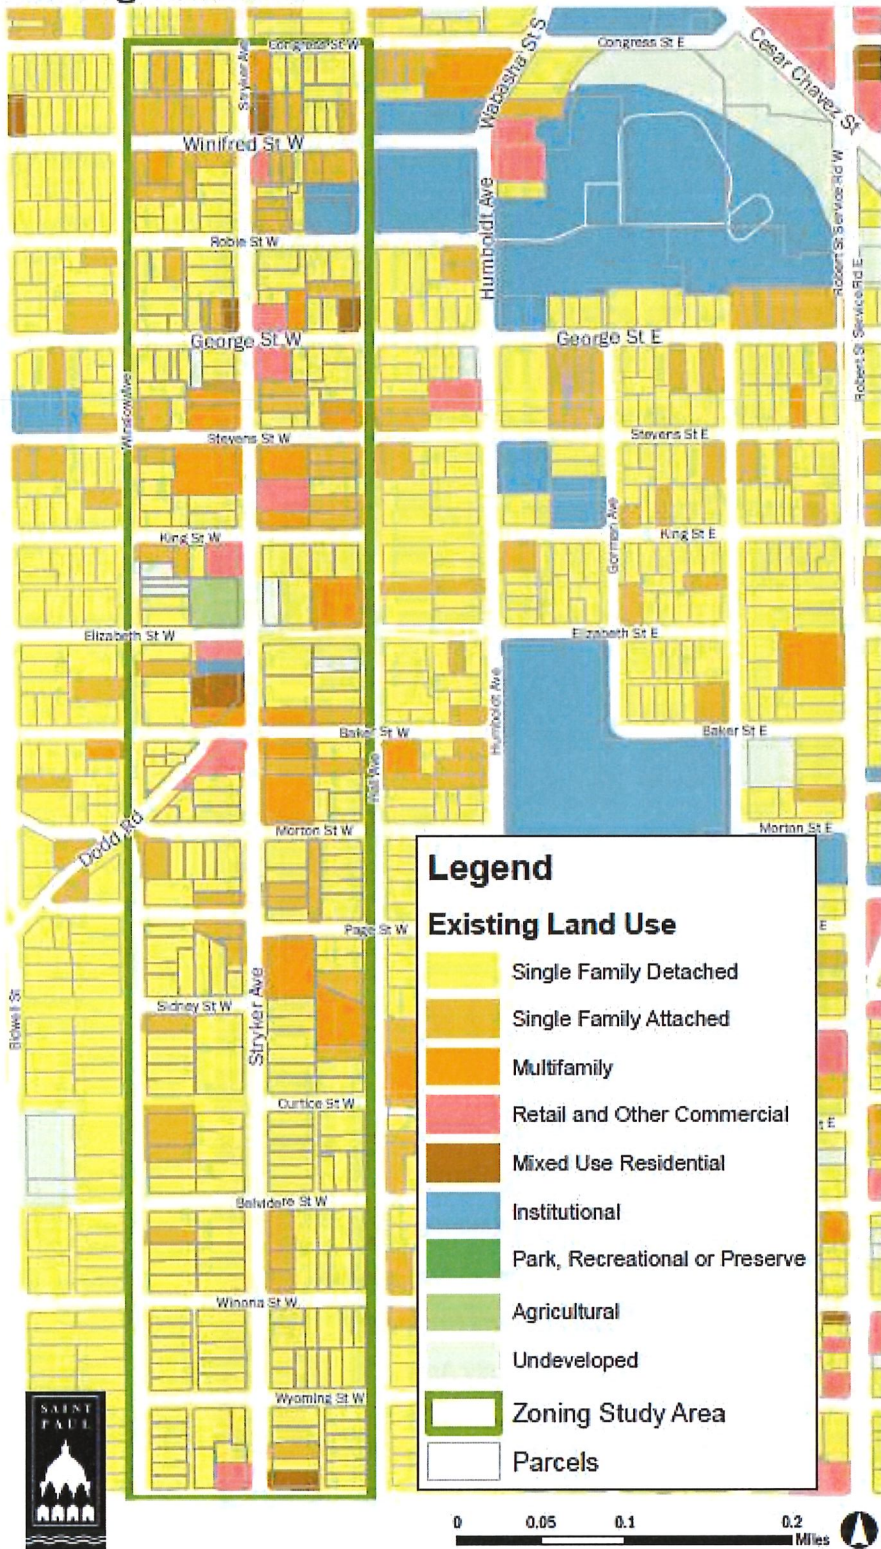 Congress St W
Congress St E
Stryker Ave
Wabasha St S
Cesar Chavez St
Winifred St W
Humboldt Ave
Robert St Service Rd W
Robie St W
Robert St Service Rd E
George St W
George St E
Winslow Ave
Stevens St W
Stevens St E
King St W
King St E
Gorman Ave
Elizabeth St W
Elizabeth St E
Humboldt Ave
Baker St W
Baker St E
Hall Ave
Morton St W
Morton St E
Dodd Rd
Page St W
E
Sidney St W
Stryker Ave
Bidwell St
Curtice St W
t E
Belvidere St W
Winona St W
Wyoming St W
Legend
Existing Land Use
Single Family Detached
Single Family Attached
Multifamily
Retail and Other Commercial
Mixed Use Residential
Institutional
Park, Recreational or Preserve
Agricultural
Undeveloped
Zoning Study Area
Parcels
SAINT
PAUL
0 0.05 0.1 0.2
Miles